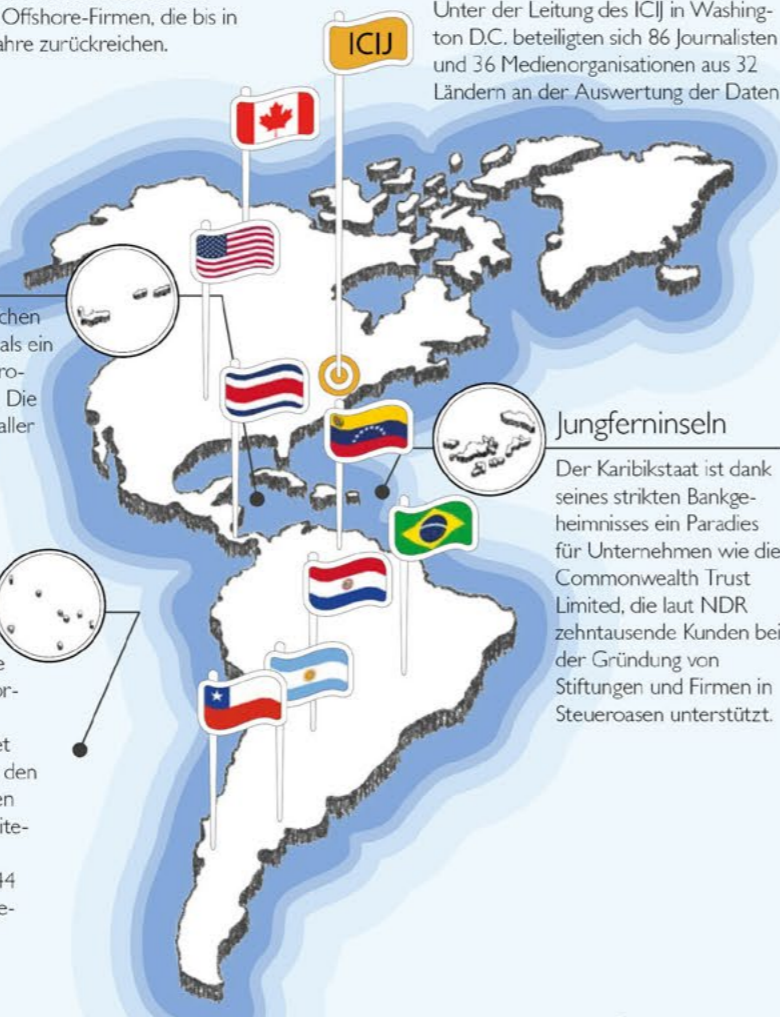 Offshore-Firmen, die bis in
ahre zurückreichen.
ICIJ
Unter der Leitung des ICIJ in Washing-
ton D.C. beteiligten sich 86 Journalisten
und 36 Medienorganisationen aus 32
Ländern an der Auswertung der Daten
chen
als ein
ro-
Die
aller
Jungferninseln
Der Karibikstaat ist dank
seines strikten Bankge-
heimnisses ein Paradies
für Unternehmen wie die
Commonwealth Trust
Limited, die laut NDR
zehntausende Kunden bei
der Gründung von
Stiftungen und Firmen in
Steueroasen unterstützt.
e
or-
et
den
en
ite-
44
e-